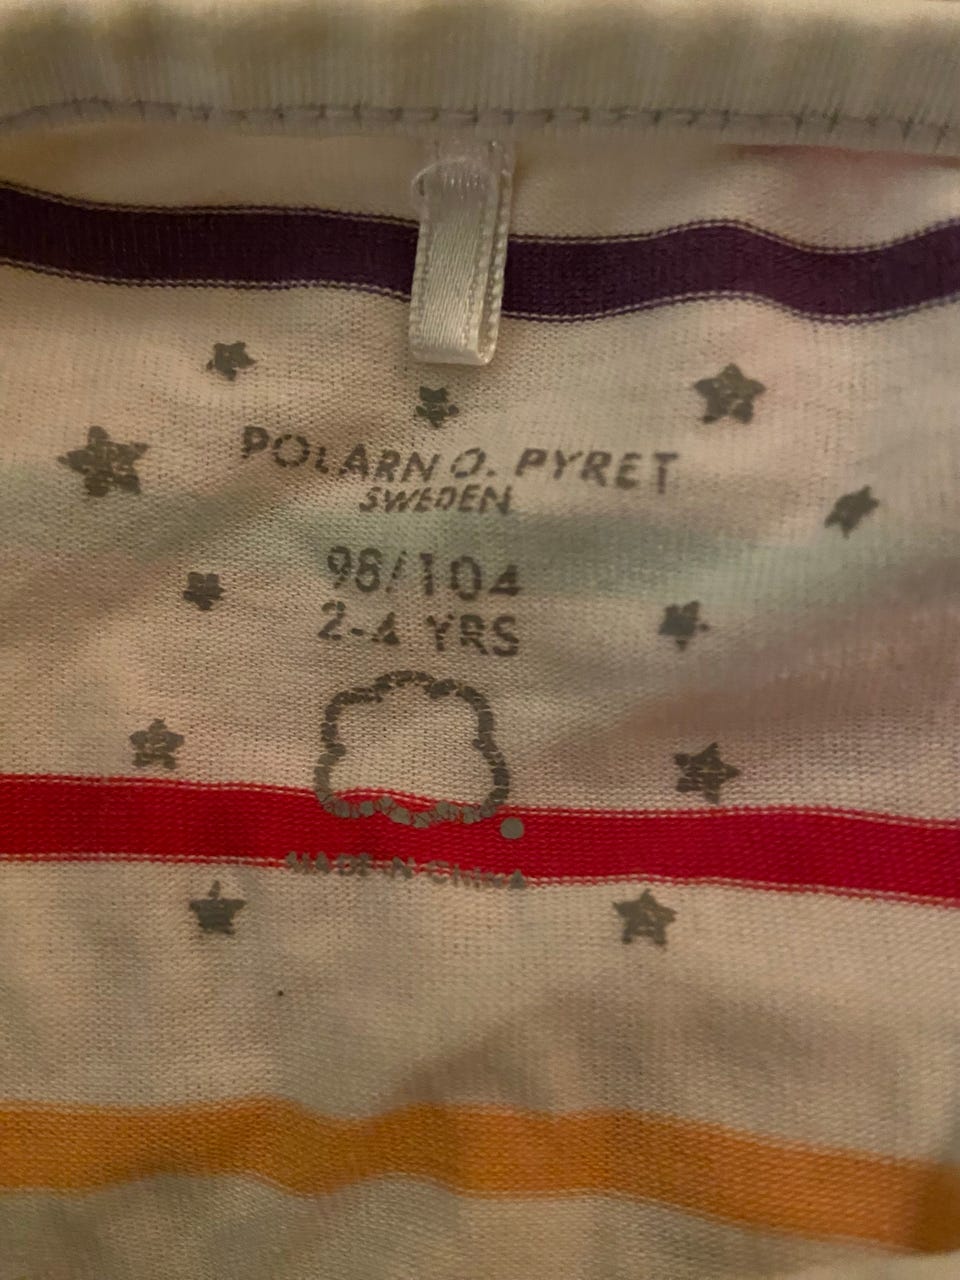 POLARN O. PYRET
SWEDEN
98/104
2-4 YRS
MADE IN CHINA